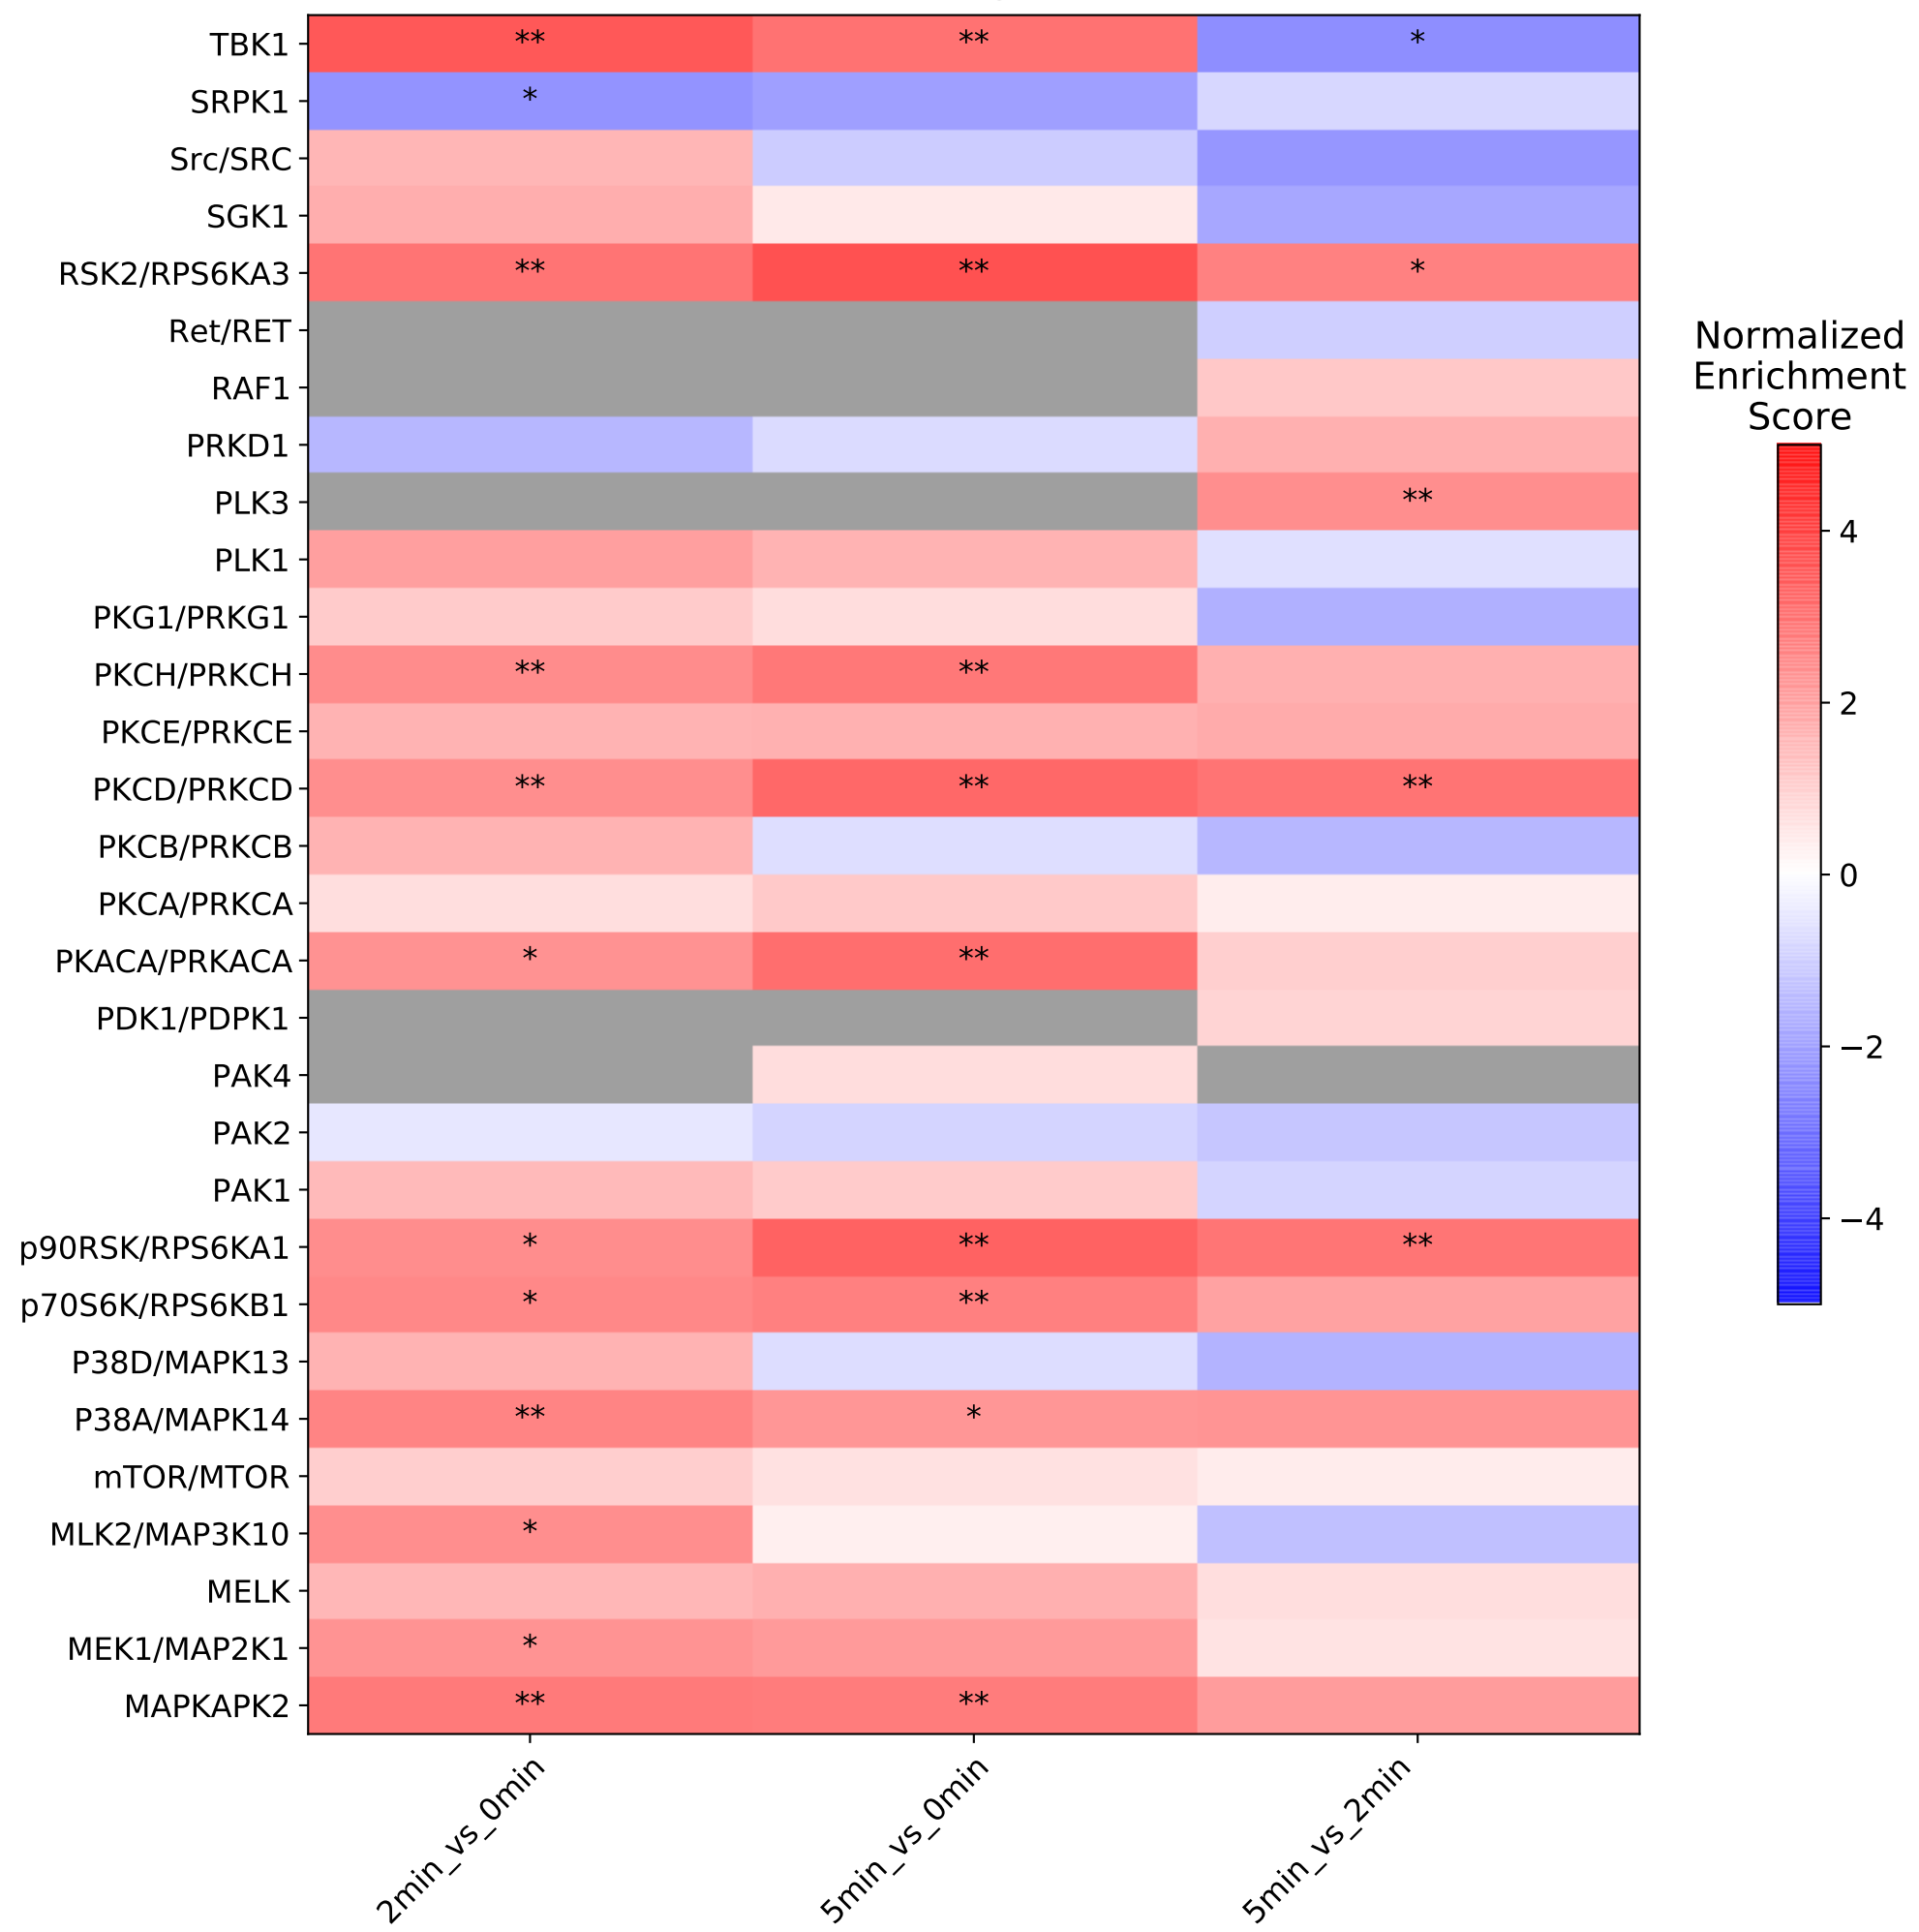 TBK1 ** ** *
SRPK1 *
Src/SRC
SGK1
RSK2/RPS6KA3 ** ** *
Ret/RET
RAF1
PRKD1
PLK3 **
PLK1
PKG1/PRKG1
PKCH/PRKCH ** **
PKCE/PRKCE
PKCD/PRKCD ** ** **
PKCB/PRKCB
PKCA/PRKCA
PKACA/PRKACA * **
PDK1/PDPK1
PAK4
PAK2
PAK1
p90RSK/RPS6KA1 * ** **
p70S6K/RPS6KB1 * **
P38D/MAPK13
P38A/MAPK14 ** *
mTOR/MTOR
MLK2/MAP3K10 *
MELK
MEK1/MAP2K1 *
MAPKAPK2 ** **
2min_vs_0min
5min_vs_0min
5min_vs_2min
Normalized
Enrichment
Score
4
2
0
−2
−4